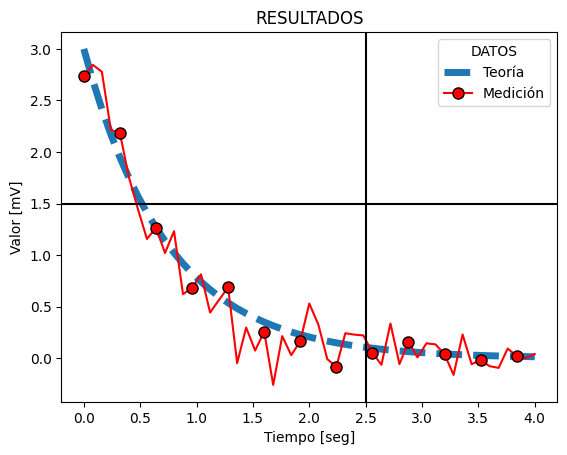 RESULTADOS
DATOS
Teoría
Medición
Valor [mV]
3.0
2.5
2.0
1.5
1.0
0.5
0.0
0.0 0.5 1.0 1.5 2.0 2.5 3.0 3.5 4.0
Tiempo [seg]